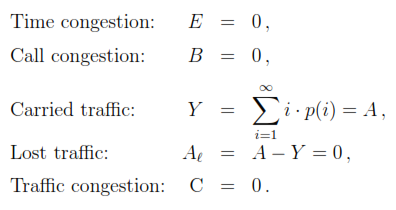 Time congestion: E = 0,
Call congestion: B = 0,
Carried traffic: Y = ∑_{i=1}^{∞} i · p(i) = A,
Lost traffic: A_ℓ = A − Y = 0,
Traffic congestion: C = 0.